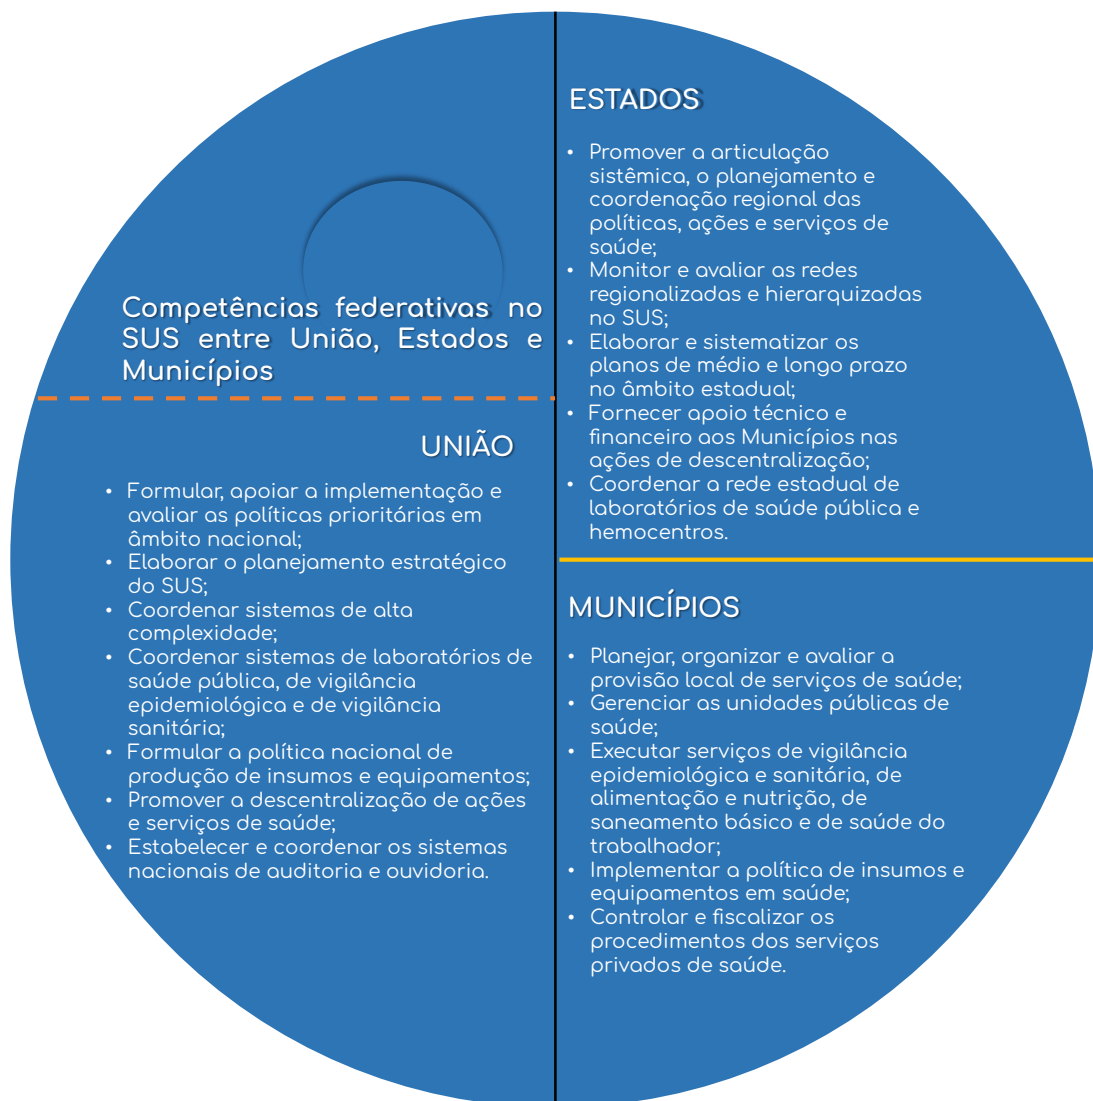 Competências federativas no
SUS entre União, Estados e
Municípios
UNIÃO
• Formular, apoiar a implementação e
avaliar as políticas prioritárias em
âmbito nacional;
• Elaborar o planejamento estratégico
do SUS;
• Coordenar sistemas de alta
complexidade;
• Coordenar sistemas de laboratórios de
saúde pública, de vigilância
epidemiológica e de vigilância
sanitária;
• Formular a política nacional de
produção de insumos e equipamentos;
• Promover a descentralização de ações
e serviços de saúde;
• Estabelecer e coordenar os sistemas
nacionais de auditoria e ouvidoria.
ESTADOS
• Promover a articulação
sistêmica, o planejamento e
coordenação regional das
políticas, ações e serviços de
saúde;
• Monitor e avaliar as redes
regionalizadas e hierarquizadas
no SUS;
• Elaborar e sistematizar os
planos de médio e longo prazo
no âmbito estadual;
• Fornecer apoio técnico e
financeiro aos Municípios nas
ações de descentralização;
• Coordenar a rede estadual de
laboratórios de saúde pública e
hemocentros.
MUNICÍPIOS
• Planejar, organizar e avaliar a
provisão local de serviços de saúde;
• Gerenciar as unidades públicas de
saúde;
• Executar serviços de vigilância
epidemiológica e sanitária, de
alimentação e nutrição, de
saneamento básico e de saúde do
trabalhador;
• Implementar a política de insumos e
equipamentos em saúde;
• Controlar e fiscalizar os
procedimentos dos serviços
privados de saúde.